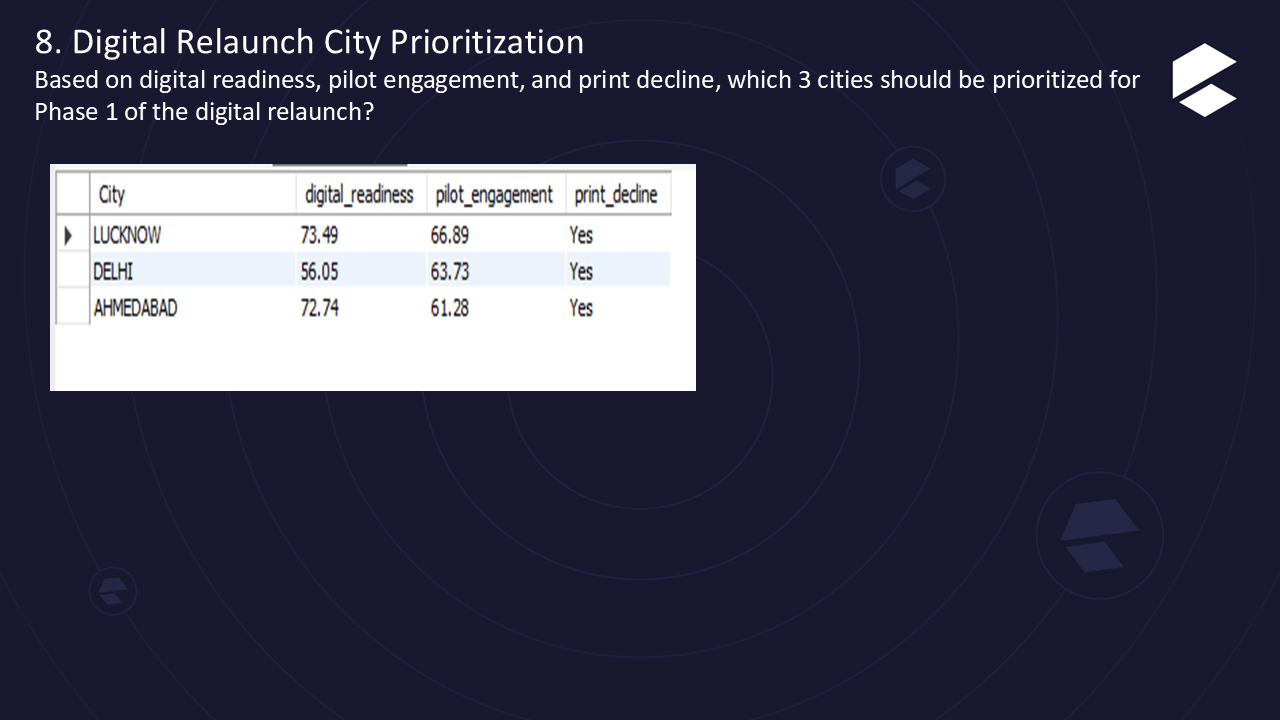 8. Digital Relaunch City Prioritization
Based on digital readiness, pilot engagement, and print decline, which 3 cities should be prioritized for
Phase 1 of the digital relaunch?
City digital_readiness pilot_engagement print_decline
LUCKNOW 73.49 66.89 Yes
DELHI 56.05 63.73 Yes
AHMEDABAD 72.74 61.28 Yes